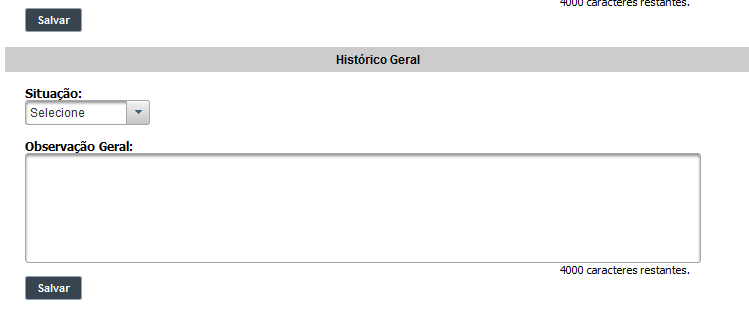 4000 caracteres restantes.
Salvar
Histórico Geral
Situação:
Selecione
Observação Geral:
4000 caracteres restantes.
Salvar